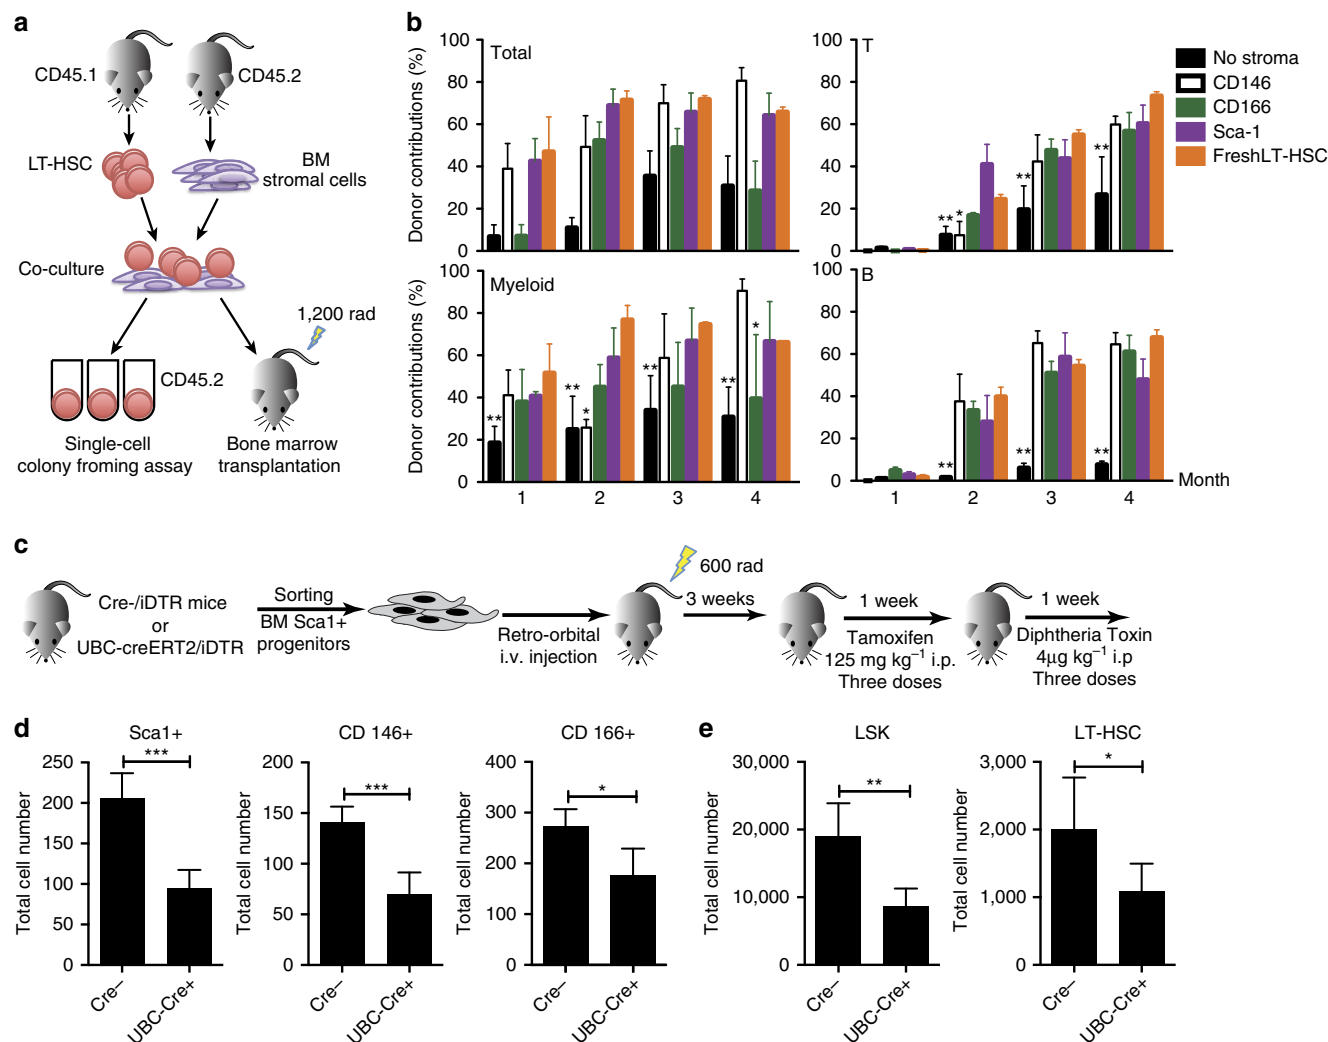 a
CD45.1
CD45.2
LT-HSC
BM
stromal cells
Co-culture
1,200 rad
CD45.2
Single-cell
colony froming assay
Bone marrow
transplantation
b
Donor contributions (%)
100
80
60
40
20
0
Total
100
80
60
40
20
0
T
** *
**
**
No stroma
CD146
CD166
Sca-1
FreshLT-HSC
Donor contributions (%)
100
80
60
40
20
0
Myeloid
**
** *
**
** *
1 2 3 4
100
80
60
40
20
0
B
**
**
**
1 2 3 4
Month
c
Cre-/iDTR mice
or
UBC-creERT2/iDTR
Sorting
BM Sca1+
progenitors
Retro-orbital
i.v. injection
600 rad
3 weeks
1 week
Tamoxifen
125 mg kg⁻¹ i.p.
Three doses
1 week
Diphtheria Toxin
4µg kg⁻¹ i.p
Three doses
d
Sca1+
Total cell number
250
200
150
100
50
0
***
Cre–
UBC-Cre+
CD 146+
Total cell number
200
150
100
50
0
***
Cre–
UBC-Cre+
CD 166+
Total cell number
400
300
200
100
0
*
Cre–
UBC-Cre+
e
LSK
Total cell number
30,000
20,000
10,000
0
**
Cre–
UBC-Cre+
LT-HSC
Total cell number
3,000
2,000
1,000
0
*
Cre–
UBC-Cre+